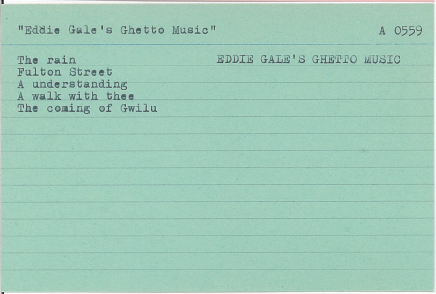 "Eddie Gale's Ghetto Music" A 0559
The rain EDDIE GALE'S GHETTO MUSIC
Fulton Street
A understanding
A walk with thee
The coming of Gwilu